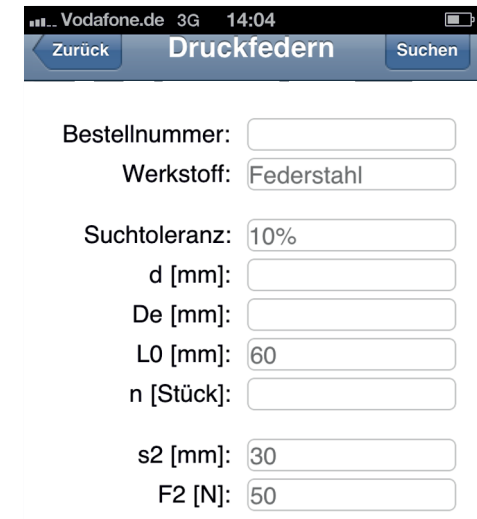 Vodafone.de 3G 14:04
Zurück Druckfedern Suchen
Bestellnummer:
Werkstoff: Federstahl
Suchtoleranz: 10%
d [mm]:
De [mm]:
L0 [mm]: 60
n [Stück]:
s2 [mm]: 30
F2 [N]: 50